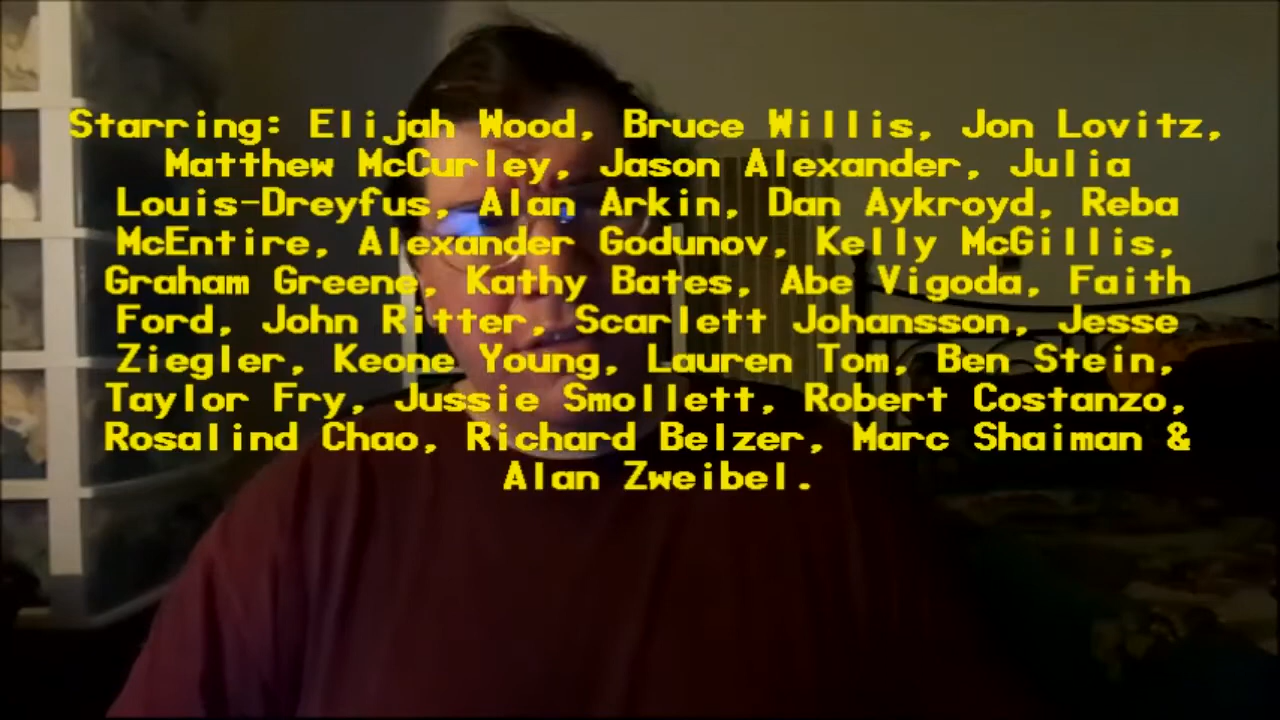 Starring: Elijah Wood, Bruce Willis, Jon Lovitz,
Matthew McCurley, Jason Alexander, Julia
Louis-Dreyfus, Alan Arkin, Dan Aykroyd, Reba
McEntire, Alexander Godunov, Kelly McGillis,
Graham Greene, Kathy Bates, Abe Vigoda, Faith
Ford, John Ritter, Scarlett Johansson, Jesse
Ziegler, Keone Young, Lauren Tom, Ben Stein,
Taylor Fry, Jussie Smollett, Robert Costanzo,
Rosalind Chao, Richard Belzer, Marc Shaiman &
Alan Zweibel.